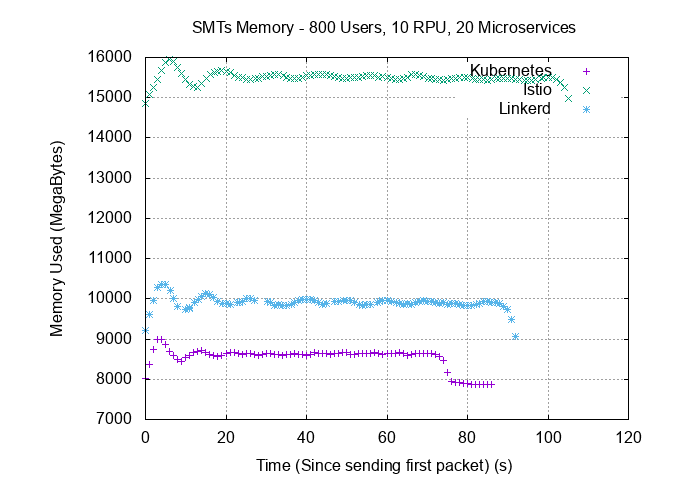 SMTs Memory - 800 Users, 10 RPU, 20 Microservices
16000
15000
14000
13000
12000
11000
10000
9000
8000
7000
Memory Used (MegaBytes)
Kubernetes
Istio
Linkerd
0 20 40 60 80 100 120
Time (Since sending first packet) (s)